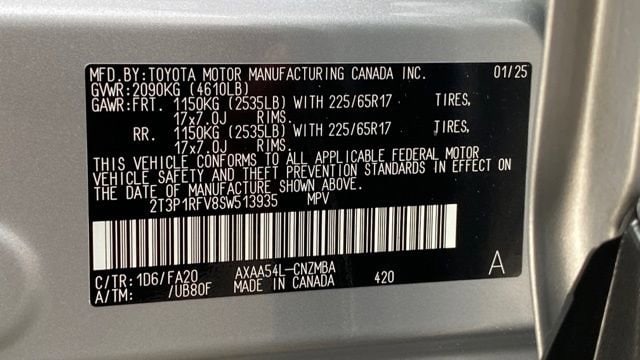 MFD. BY: TOYOTA MOTOR MANUFACTURING CANADA INC. 01/25
GVWR: 2090KG (4610LB)
GAWR: FRT. 1150KG (2535LB) WITH 225/65R17 TIRES,
17x7.0J RIMS.
RR. 1150KG (2535LB) WITH 225/65R17 TIRES,
17x7.0J RIMS.
THIS VEHICLE CONFORMS TO ALL APPLICABLE FEDERAL MOTOR
VEHICLE SAFETY AND THEFT PREVENTION STANDARDS IN EFFECT ON
THE DATE OF MANUFACTURE SHOWN ABOVE.
2T3P1RFV8SW513935 MPV
C/TR: 1D6/FA20 AXAA54L-CNZMBA 420 A
A/TM: /UB80F MADE IN CANADA